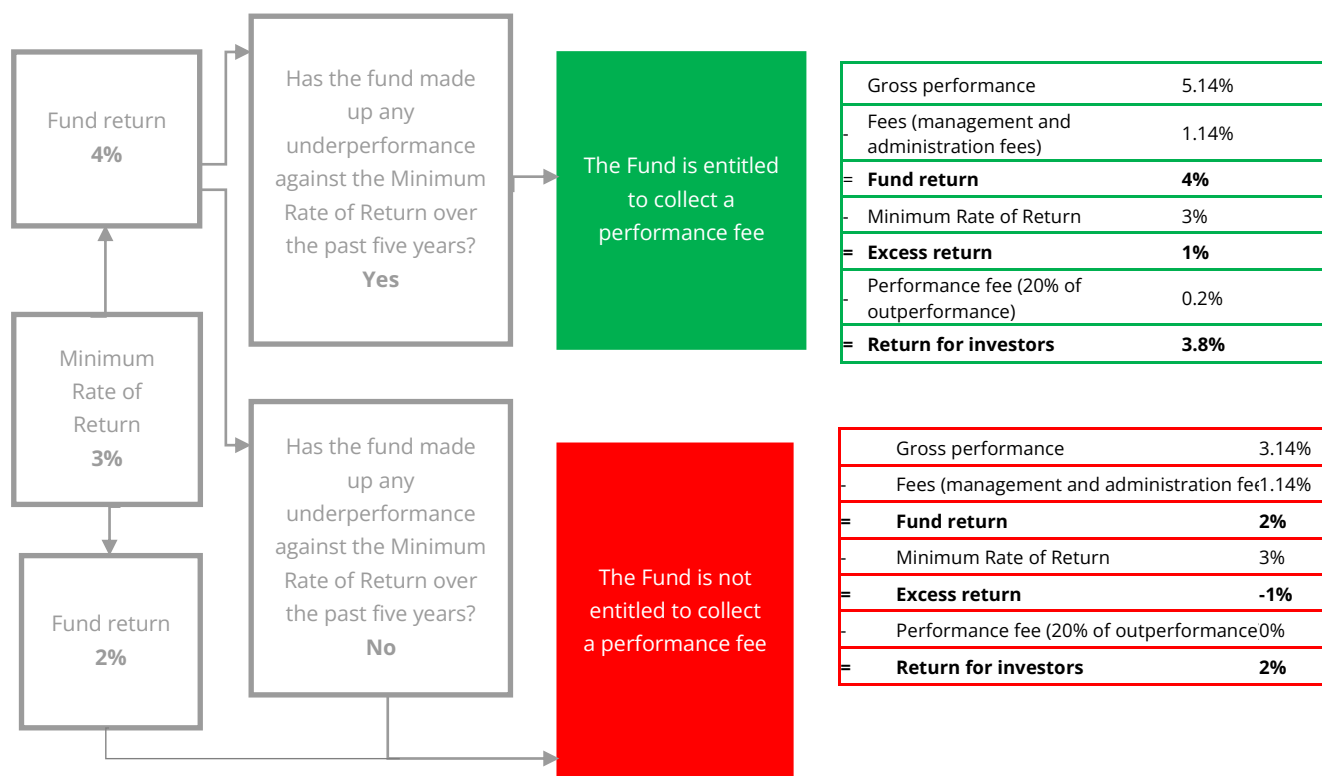 Fund return
4%
Minimum
Rate of
Return
3%
Fund return
2%
Has the fund made
up any
underperformance
against the Minimum
Rate of Return over
the past five years?
Yes
Has the fund made
up any
underperformance
against the Minimum
Rate of Return over
the past five years?
No
The Fund is entitled
to collect a
performance fee
The Fund is not
entitled to collect
a performance fee
Gross performance 5.14%
- Fees (management and
administration fees) 1.14%
= Fund return 4%
- Minimum Rate of Return 3%
= Excess return 1%
- Performance fee (20% of
outperformance) 0.2%
= Return for investors 3.8%
Gross performance 3.14%
- Fees (management and administration fee 1.14%
= Fund return 2%
- Minimum Rate of Return 3%
= Excess return -1%
- Performance fee (20% of outperformance 0%
= Return for investors 2%